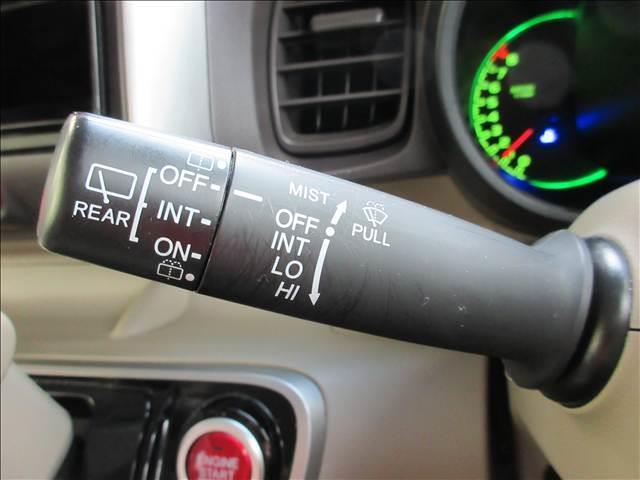 REAR
OFF
INT
ON
MIST
OFF
INT
LO
HI
PULL
ENGINE
START